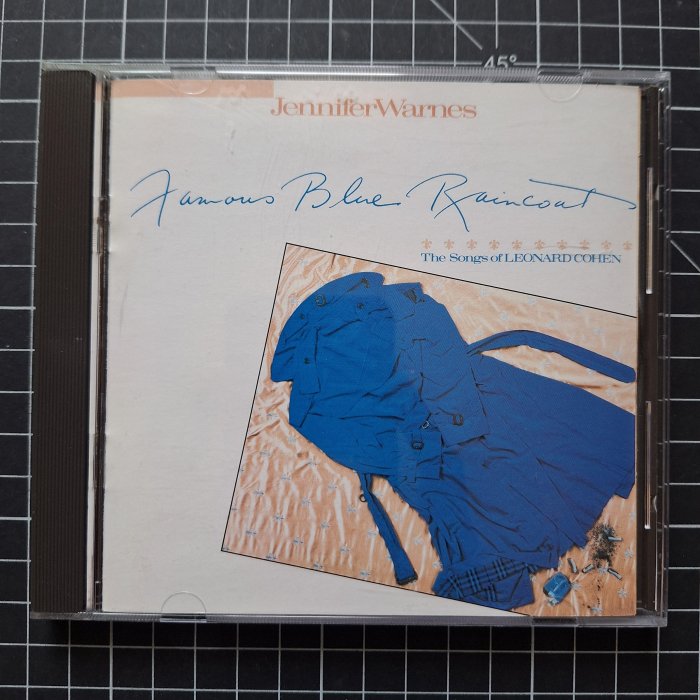 45°
JenniferWarnes
Famous Blue Raincoat
The Songs of LEONARD COHEN